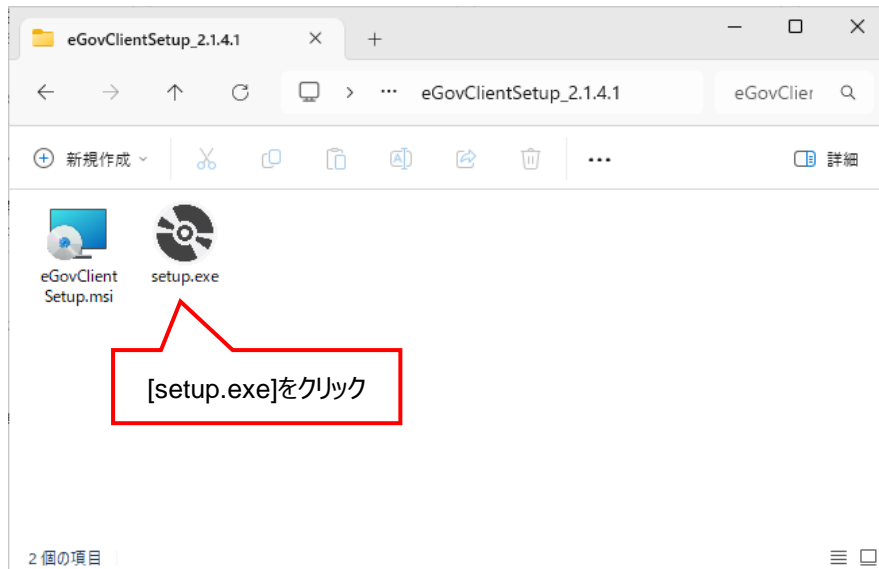 eGovClientSetup_2.1.4.1
eGovClientSetup_2.1.4.1
eGovClier
新規作成
詳細
eGovClient
Setup.msi
setup.exe
[setup.exe]をクリック
2 個の項目